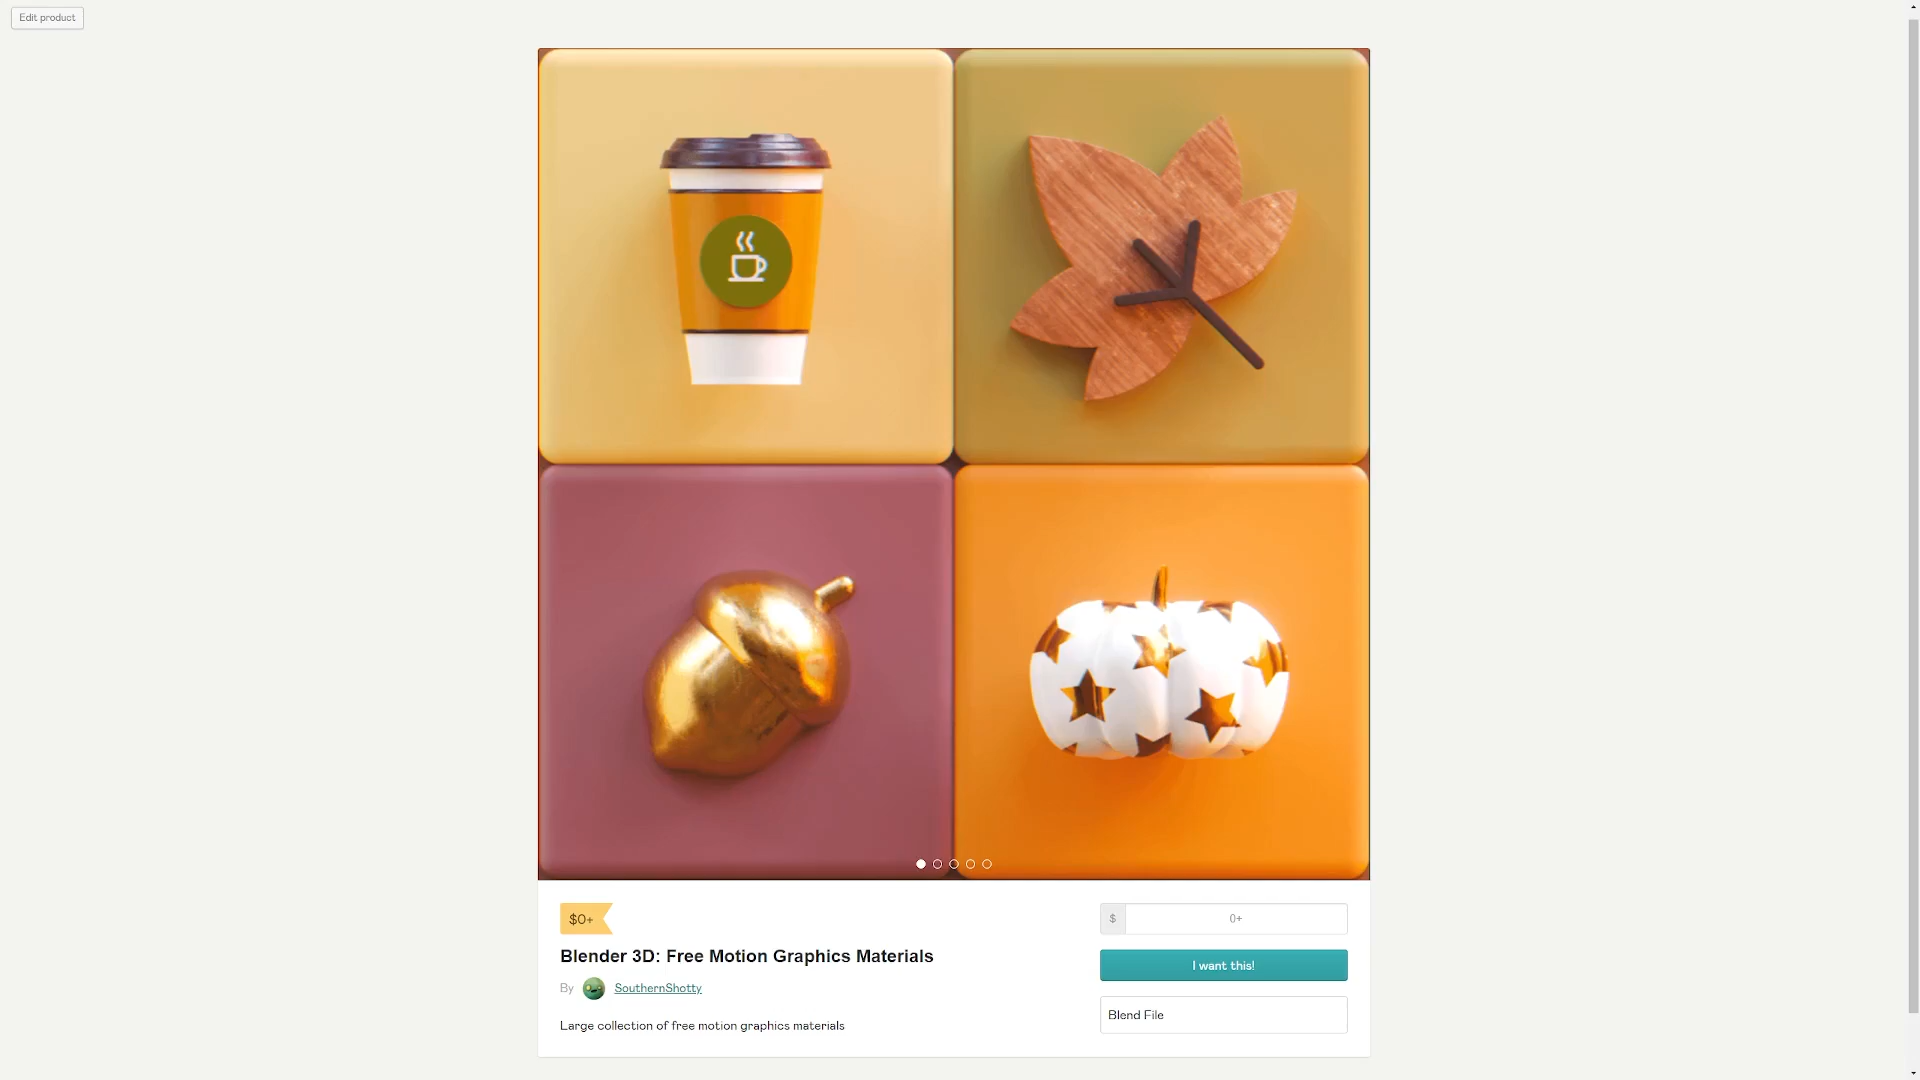 Edit product
$0+
$ 0+
Blender 3D: Free Motion Graphics Materials
I want this!
By SouthernShotty
Blend File
Large collection of free motion graphics materials